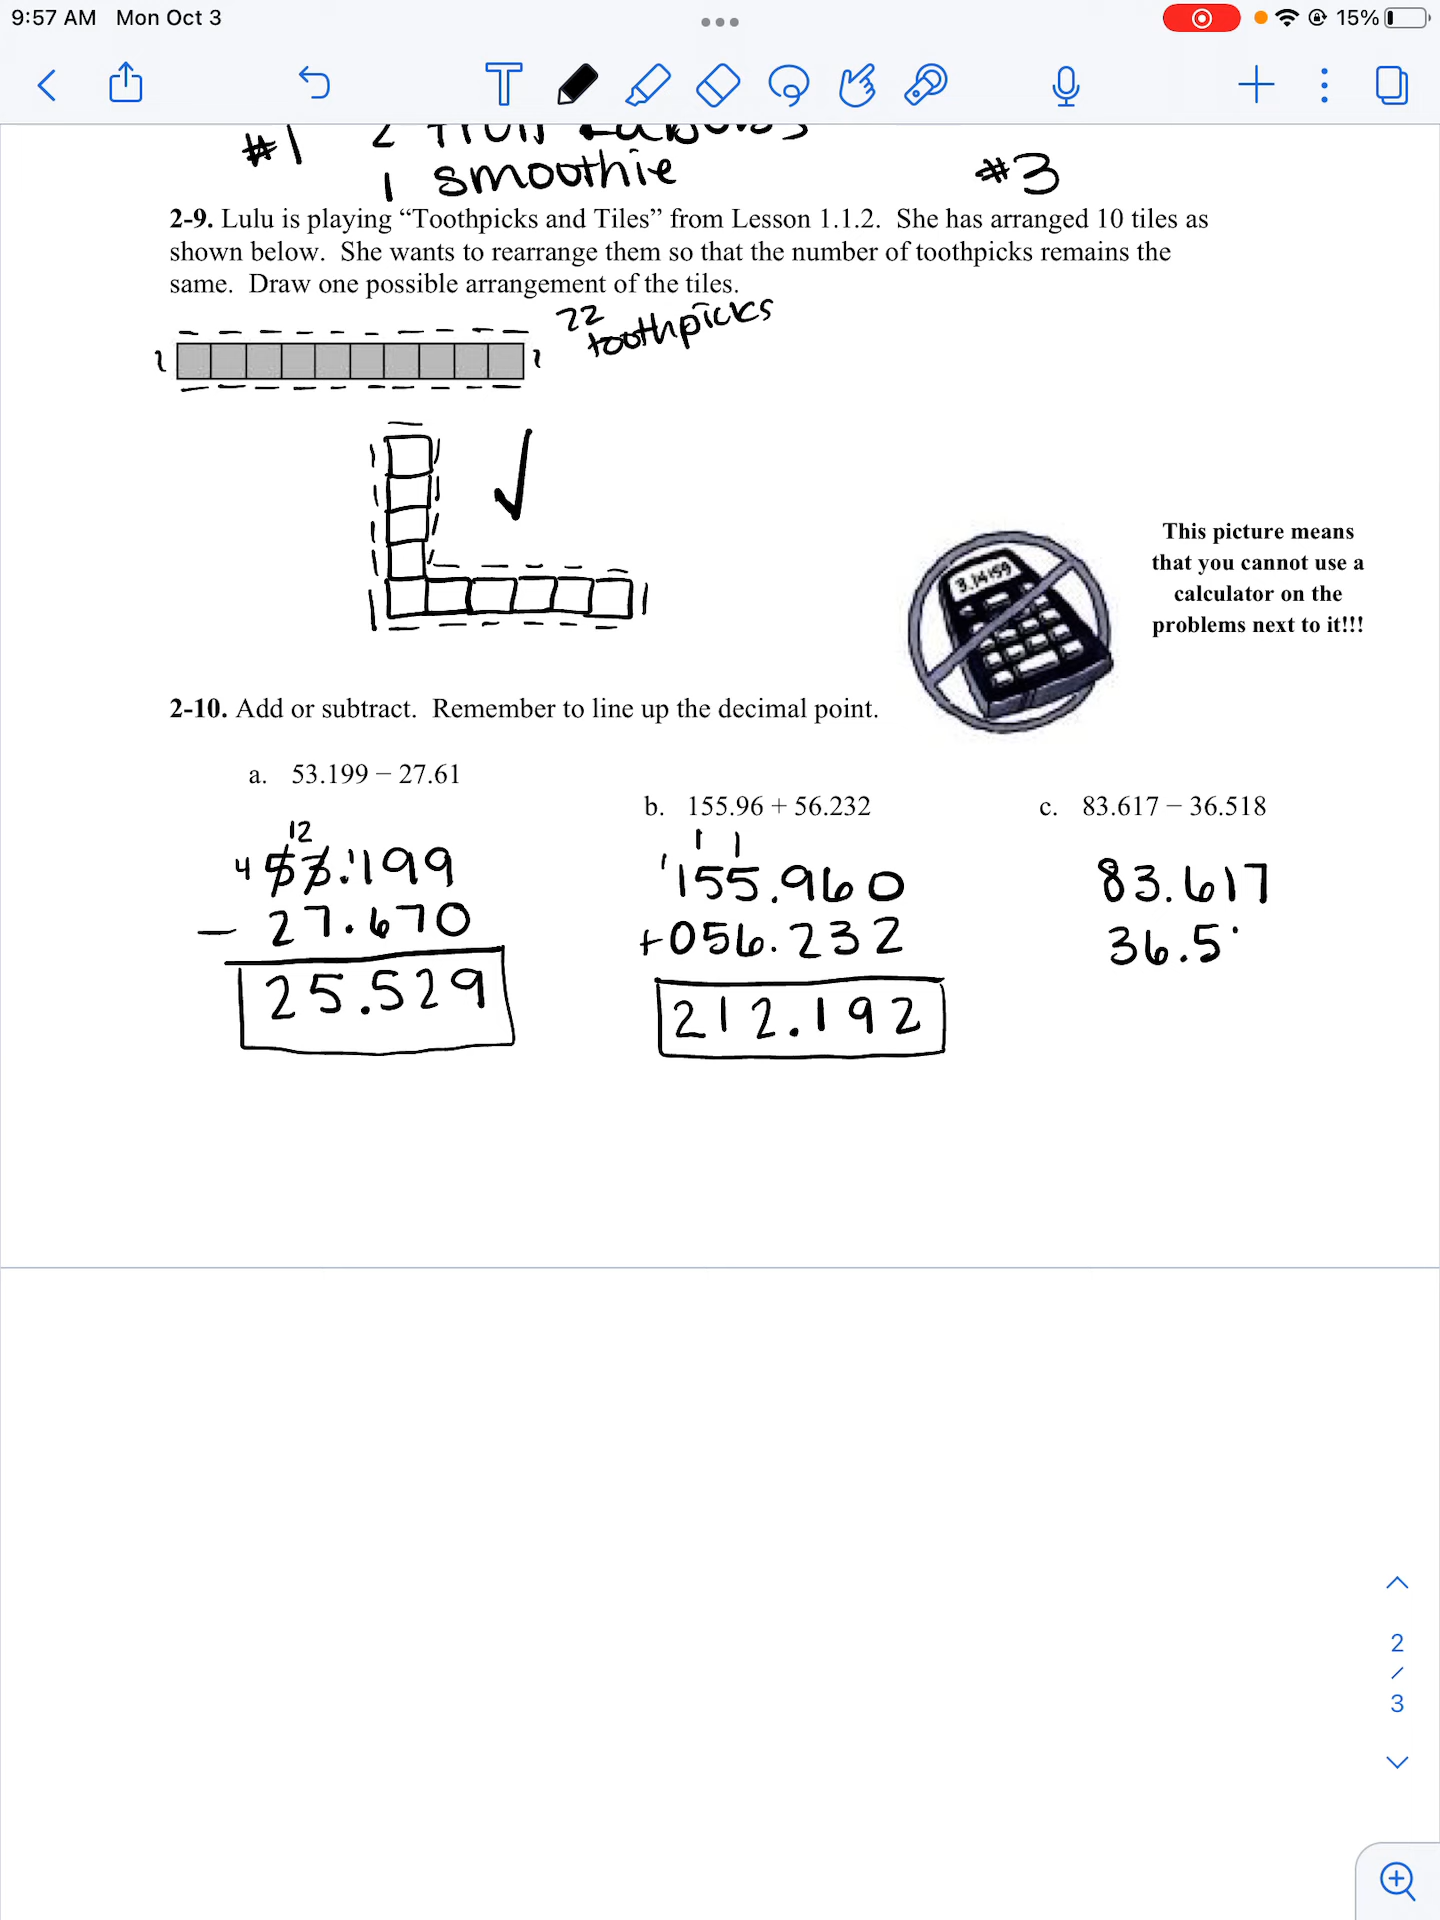 9:57 AM Mon Oct 3
15%
#1
1 smoothie
#3
2-9. Lulu is playing “Toothpicks and Tiles” from Lesson 1.1.2. She has arranged 10 tiles as
shown below. She wants to rearrange them so that the number of toothpicks remains the
same. Draw one possible arrangement of the tiles.
22
toothpicks
This picture means
that you cannot use a
calculator on the
problems next to it!!!
3.14159
2-10. Add or subtract. Remember to line up the decimal point.
a. 53.199 − 27.61
12
4 53.199
− 27.670
25.529
b. 155.96 + 56.232
1 1
1 155.960
+056.232
212.192
c. 83.617 − 36.518
83.617
36.5
2
/
3